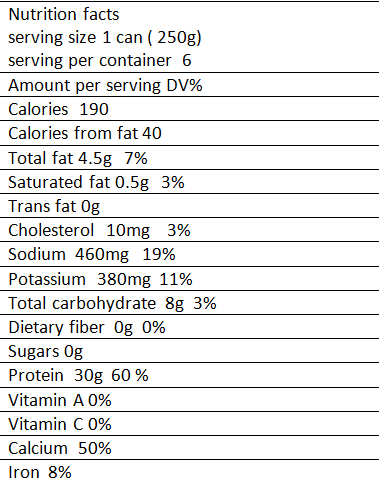 Nutrition facts
serving size 1 can ( 250g)
serving per container 6
Amount per serving DV%
Calories 190
Calories from fat 40
Total fat 4.5g 7%
Saturated fat 0.5g 3%
Trans fat 0g
Cholesterol 10mg 3%
Sodium 460mg 19%
Potassium 380mg 11%
Total carbohydrate 8g 3%
Dietary fiber 0g 0%
Sugars 0g
Protein 30g 60 %
Vitamin A 0%
Vitamin C 0%
Calcium 50%
Iron 8%